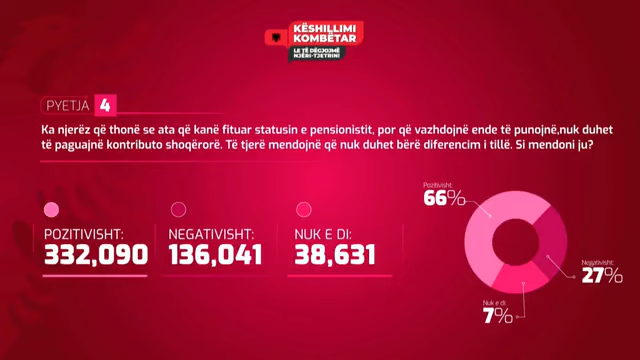 KËSHILLIMI
KOMBËTAR
LE TË DËGJOJMË
NJËRI-TJETRIN!
PYETJA 4
Ka njerëz që thonë se ata që kanë fituar statusin e pensionistit, por që vazhdojnë ende të punojnë,nuk duhet
të paguajnë kontributo shoqërorë. Të tjerë mendojnë që nuk duhet bërë diferencim i tillë. Si mendoni ju?
POZITIVISHT:
332,090
NEGATIVISHT:
136,041
NUK E DI:
38,631
Pozitivisht:
66%
Negativisht:
27%
Nuk e di:
7%